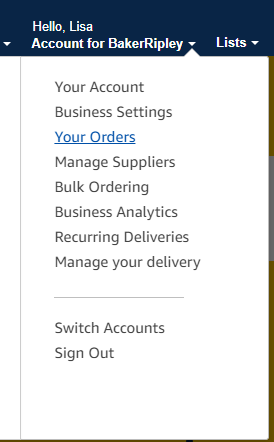 Hello, Lisa
Account for BakerRipley
Lists
Your Account
Business Settings
Your Orders
Manage Suppliers
Bulk Ordering
Business Analytics
Recurring Deliveries
Manage your delivery
Switch Accounts
Sign Out